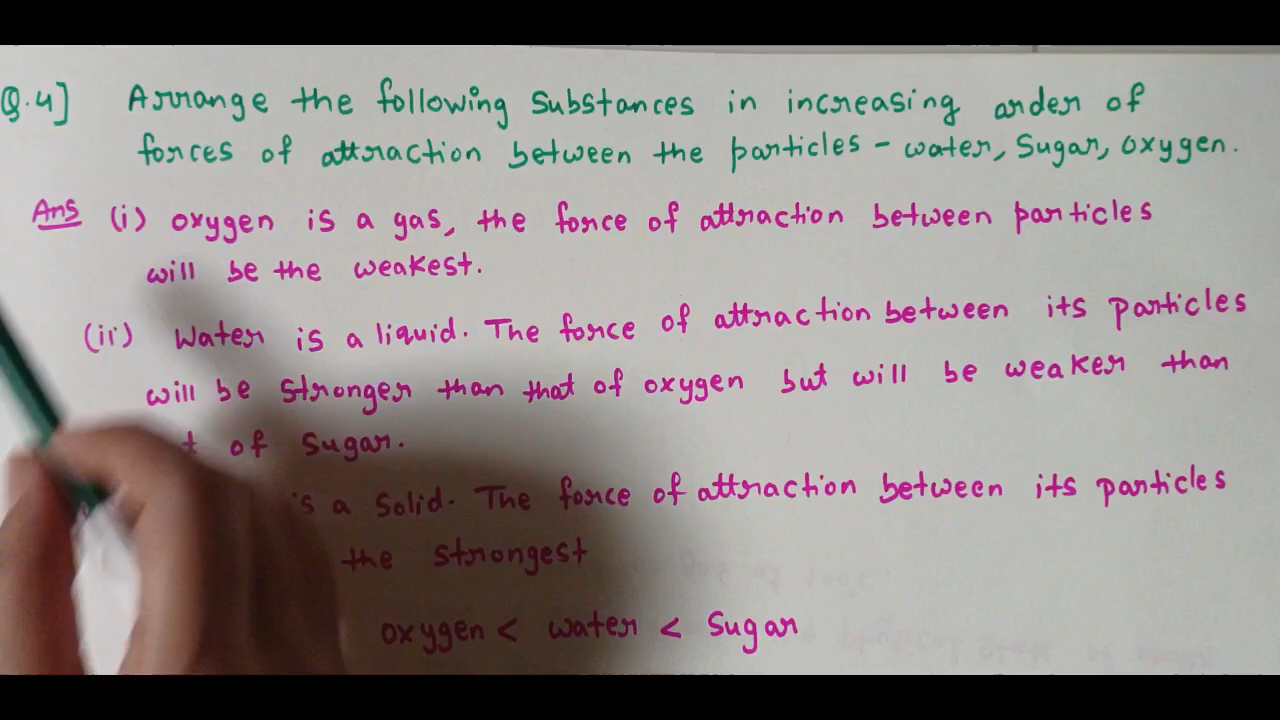 Q.4] Arrange the following substances in increasing order of
forces of attraction between the particles - water, Sugar, oxygen.
Ans (i) oxygen is a gas, the force of attraction between particles
will be the weakest.
(ii) Water is a liquid. The force of attraction between its particles
will be stronger than that of oxygen but will be weaker than
of Sugar.
is a Solid. The force of attraction between its particles
the strongest
oxygen < water < Sugar